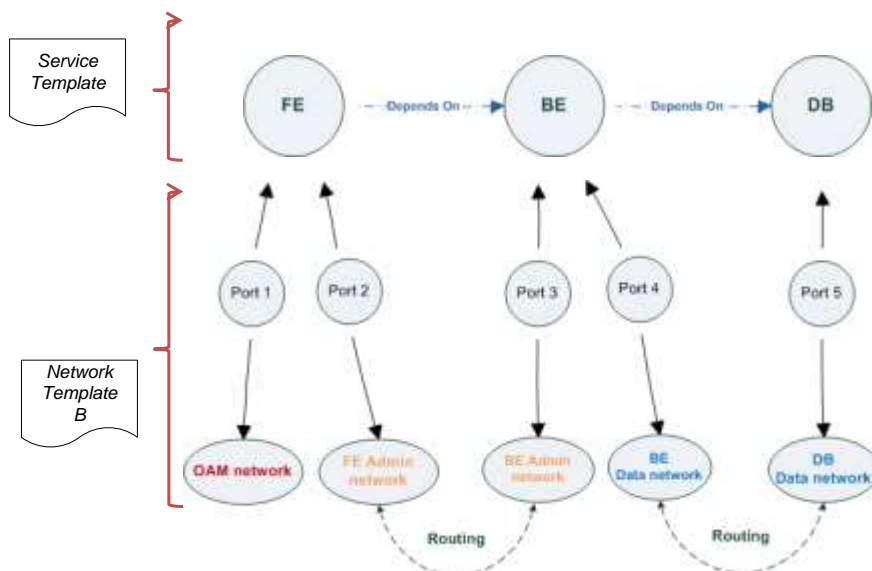 Service
Template
FE
Depends On
BE
Depends On
DB
Port 1
Port 2
Port 3
Port 4
Port 5
Network
Template
B
OAM network
FE Admin
network
BE Admin
network
BE
Data network
DB
Data network
Routing
Routing